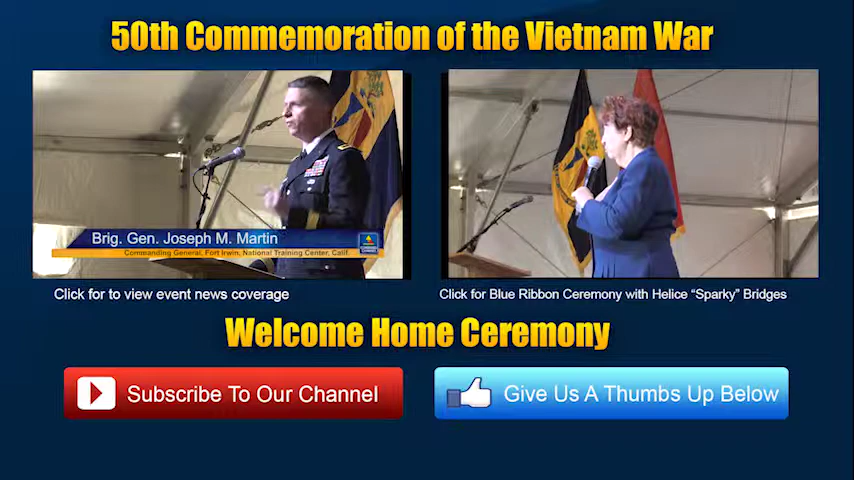 50th Commemoration of the Vietnam War
Brig. Gen. Joseph M. Martin
Commanding General, Fort Irwin, National Training Center, Calif.
Click for to view event news coverage
Click for Blue Ribbon Ceremony with Helice “Sparky” Bridges
Welcome Home Ceremony
Subscribe To Our Channel
Give Us A Thumbs Up Below